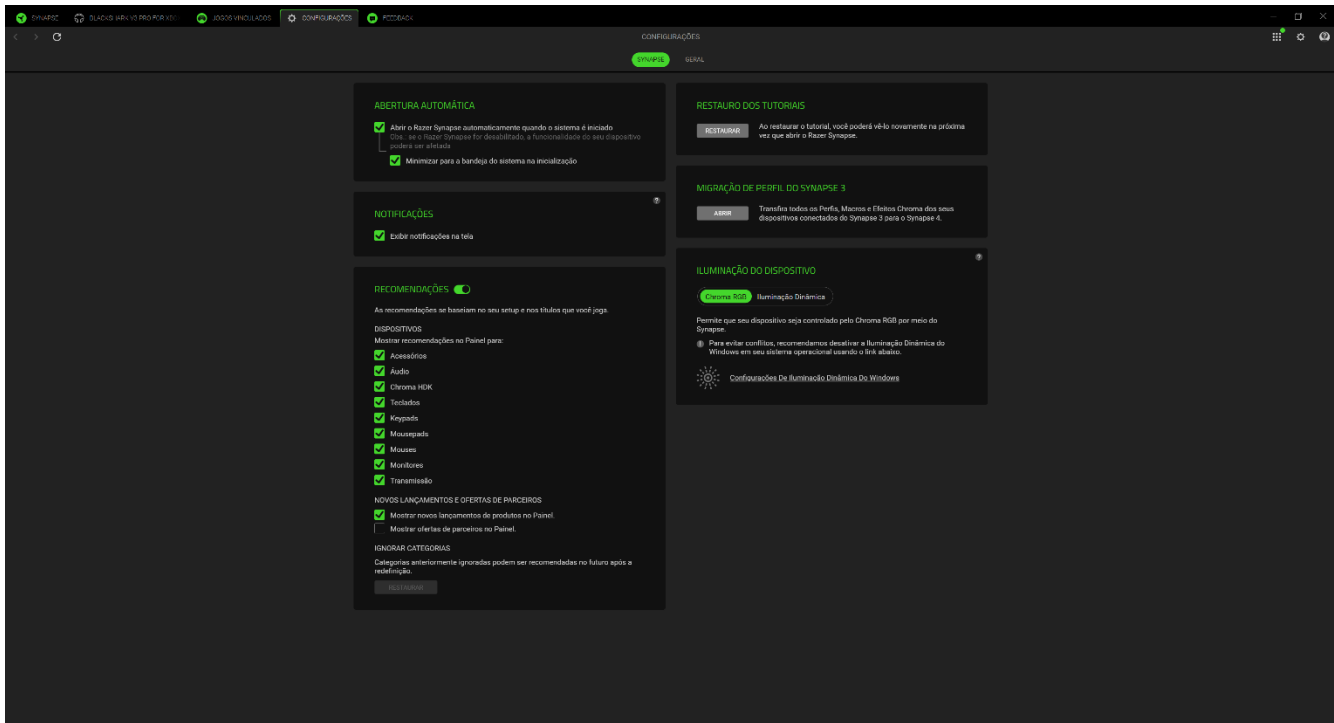 SYNAPSE
BLACKSHARK V3 PRO FOR XBO
JOGOS VINCULADOS
CONFIGURAÇÕES
FEEDBACK
CONFIGURAÇÕES
SYNAPSE
GERAL
ABERTURA AUTOMÁTICA
Abrir o Razer Synapse automaticamente quando o sistema é iniciado
Obs.: se o Razer Synapse for desabilitado, a funcionalidade do seu dispositivo
poderá ser afetada
Minimizar para a bandeja do sistema na inicialização
NOTIFICAÇÕES
Exibir notificações na tela
RECOMENDAÇÕES
As recomendações se baseiam no seu setup e nos títulos que você joga.
DISPOSITIVOS
Mostrar recomendações no Painel para:
Acessórios
Áudio
Chroma HDK
Teclados
Keypads
Mousepads
Mouses
Monitores
Transmissão
NOVOS LANÇAMENTOS E OFERTAS DE PARCEIROS
Mostrar novos lançamentos de produtos no Painel.
Mostrar ofertas de parceiros no Painel.
IGNORAR CATEGORIAS
Categorias anteriormente ignoradas podem ser recomendadas no futuro após a
redefinição.
RESTAURAR
RESTAURO DOS TUTORIAIS
RESTAURAR
Ao restaurar o tutorial, você poderá vê-lo novamente na próxima
vez que abrir o Razer Synapse.
MIGRAÇÃO DE PERFIL DO SYNAPSE 3
ABRIR
Transfira todos os Perfis, Macros e Efeitos Chroma dos seus
dispositivos conectados do Synapse 3 para o Synapse 4.
ILUMINAÇÃO DO DISPOSITIVO
Chroma RGB
Iluminação Dinâmica
Permite que seu dispositivo seja controlado pelo Chroma RGB por meio do
Synapse.
Para evitar conflitos, recomendamos desativar a Iluminação Dinâmica do
Windows em seu sistema operacional usando o link abaixo.
Configurações De Iluminação Dinâmica Do Windows